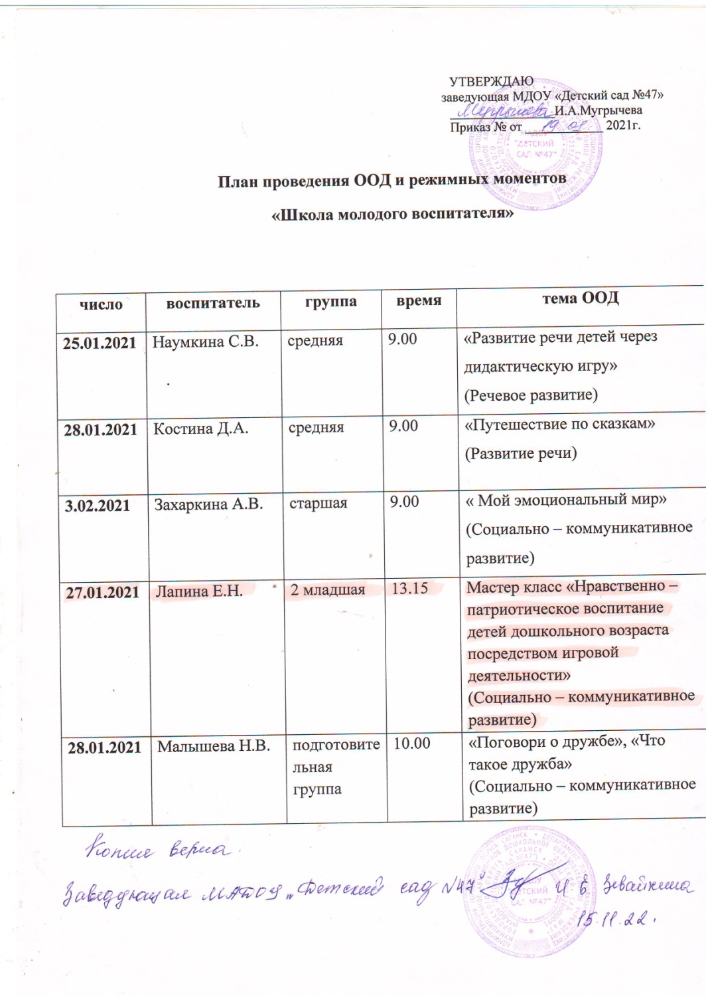 УТВЕРЖДАЮ
заведующая МДОУ «Детский сад №47»
Мугрычева И.А.Мугрычева
Приказ № от 19.01. 2021г.
МАДОУ
"ДЕТСКИЙ
САД №47"
План проведения ООД и режимных моментов
«Школа молодого воспитателя»
число воспитатель группа время тема ООД
25.01.2021 Наумкина С.В. средняя 9.00 «Развитие речи детей через
дидактическую игру»
(Речевое развитие)
28.01.2021 Костина Д.А. средняя 9.00 «Путешествие по сказкам»
(Развитие речи)
3.02.2021 Захаркина А.В. старшая 9.00 « Мой эмоциональный мир»
(Социально – коммуникативное
развитие)
27.01.2021 Лапина Е.Н. 2 младшая 13.15 Мастер класс «Нравственно –
патриотическое воспитание
детей дошкольного возраста
посредством игровой
деятельности»
(Социально – коммуникативное
развитие)
28.01.2021 Малышева Н.В. подготовите 10.00 «Поговори о дружбе», «Что
льная такое дружба»
группа (Социально – коммуникативное
развитие)
Копия верна.
Заведующая МАДОУ „Детский сад №47" И.Е Зевайкина
15.11.22.
ДЕТСКИЙ
САД №47"